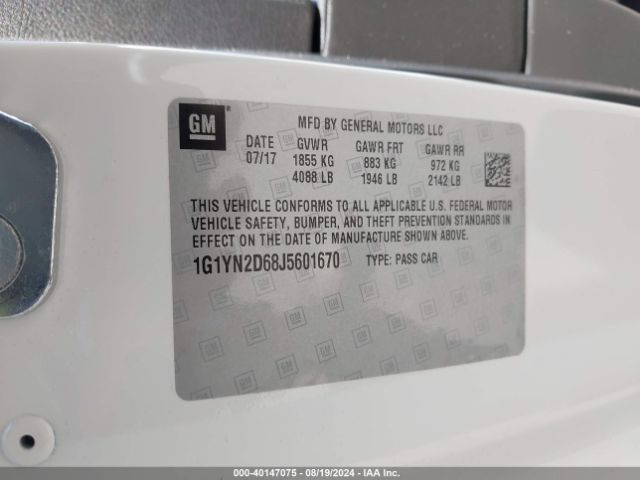 GM
MFD BY GENERAL MOTORS LLC
DATE GVWR GAWR FRT GAWR RR
07/17 1855 KG 883 KG 972 KG
4088 LB 1946 LB 2142 LB
THIS VEHICLE CONFORMS TO ALL APPLICABLE U.S. FEDERAL MOTOR
VEHICLE SAFETY, BUMPER, AND THEFT PREVENTION STANDARDS IN
EFFECT ON THE DATE OF MANUFACTURE SHOWN ABOVE.
1G1YN2D68J5601670 TYPE: PASS CAR
000-40147075 - 08/19/2024 - IAA Inc.